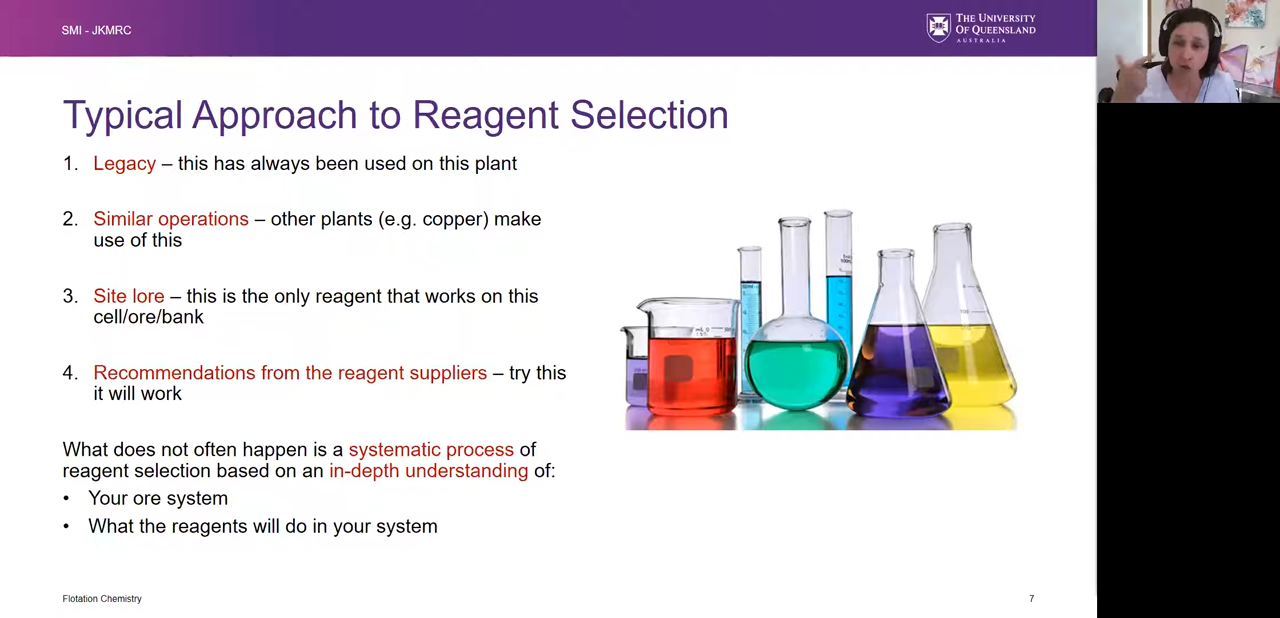 SMI - JKMRC
THE UNIVERSITY
OF QUEENSLAND
AUSTRALIA
Typical Approach to Reagent Selection
1. Legacy – this has always been used on this plant
2. Similar operations – other plants (e.g. copper) make
use of this
3. Site lore – this is the only reagent that works on this
cell/ore/bank
4. Recommendations from the reagent suppliers – try this
it will work
What does not often happen is a systematic process of
reagent selection based on an in-depth understanding of:
• Your ore system
• What the reagents will do in your system
Flotation Chemistry
7